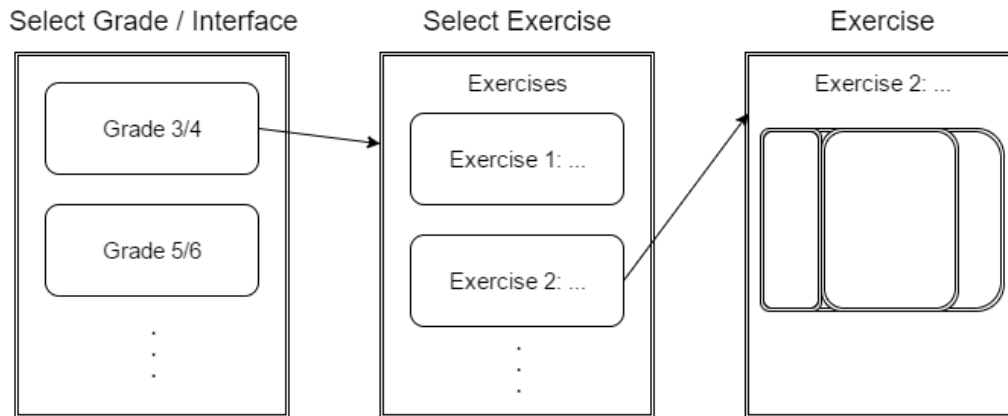 Select Grade / Interface
Grade 3/4
Grade 5/6
.
.
.
Select Exercise
Exercises
Exercise 1: ...
Exercise 2: ...
.
.
.
Exercise
Exercise 2: ...